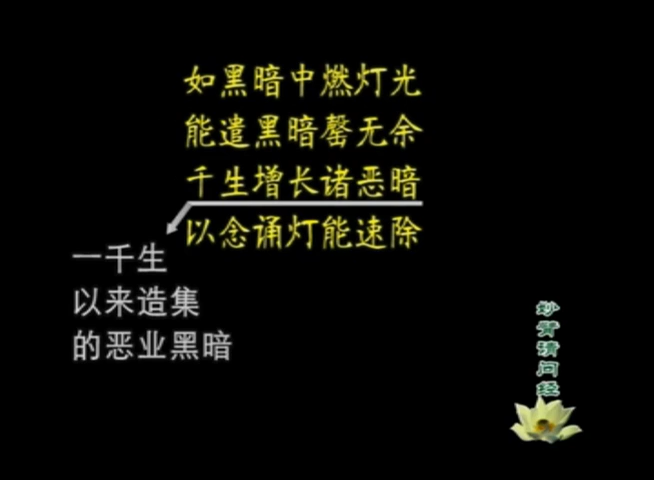 如黑暗中燃灯光
能遣黑暗罄无余
千生增长诸恶暗
以念诵灯能速除
一千生
以来造集
的恶业黑暗
妙臂请问经